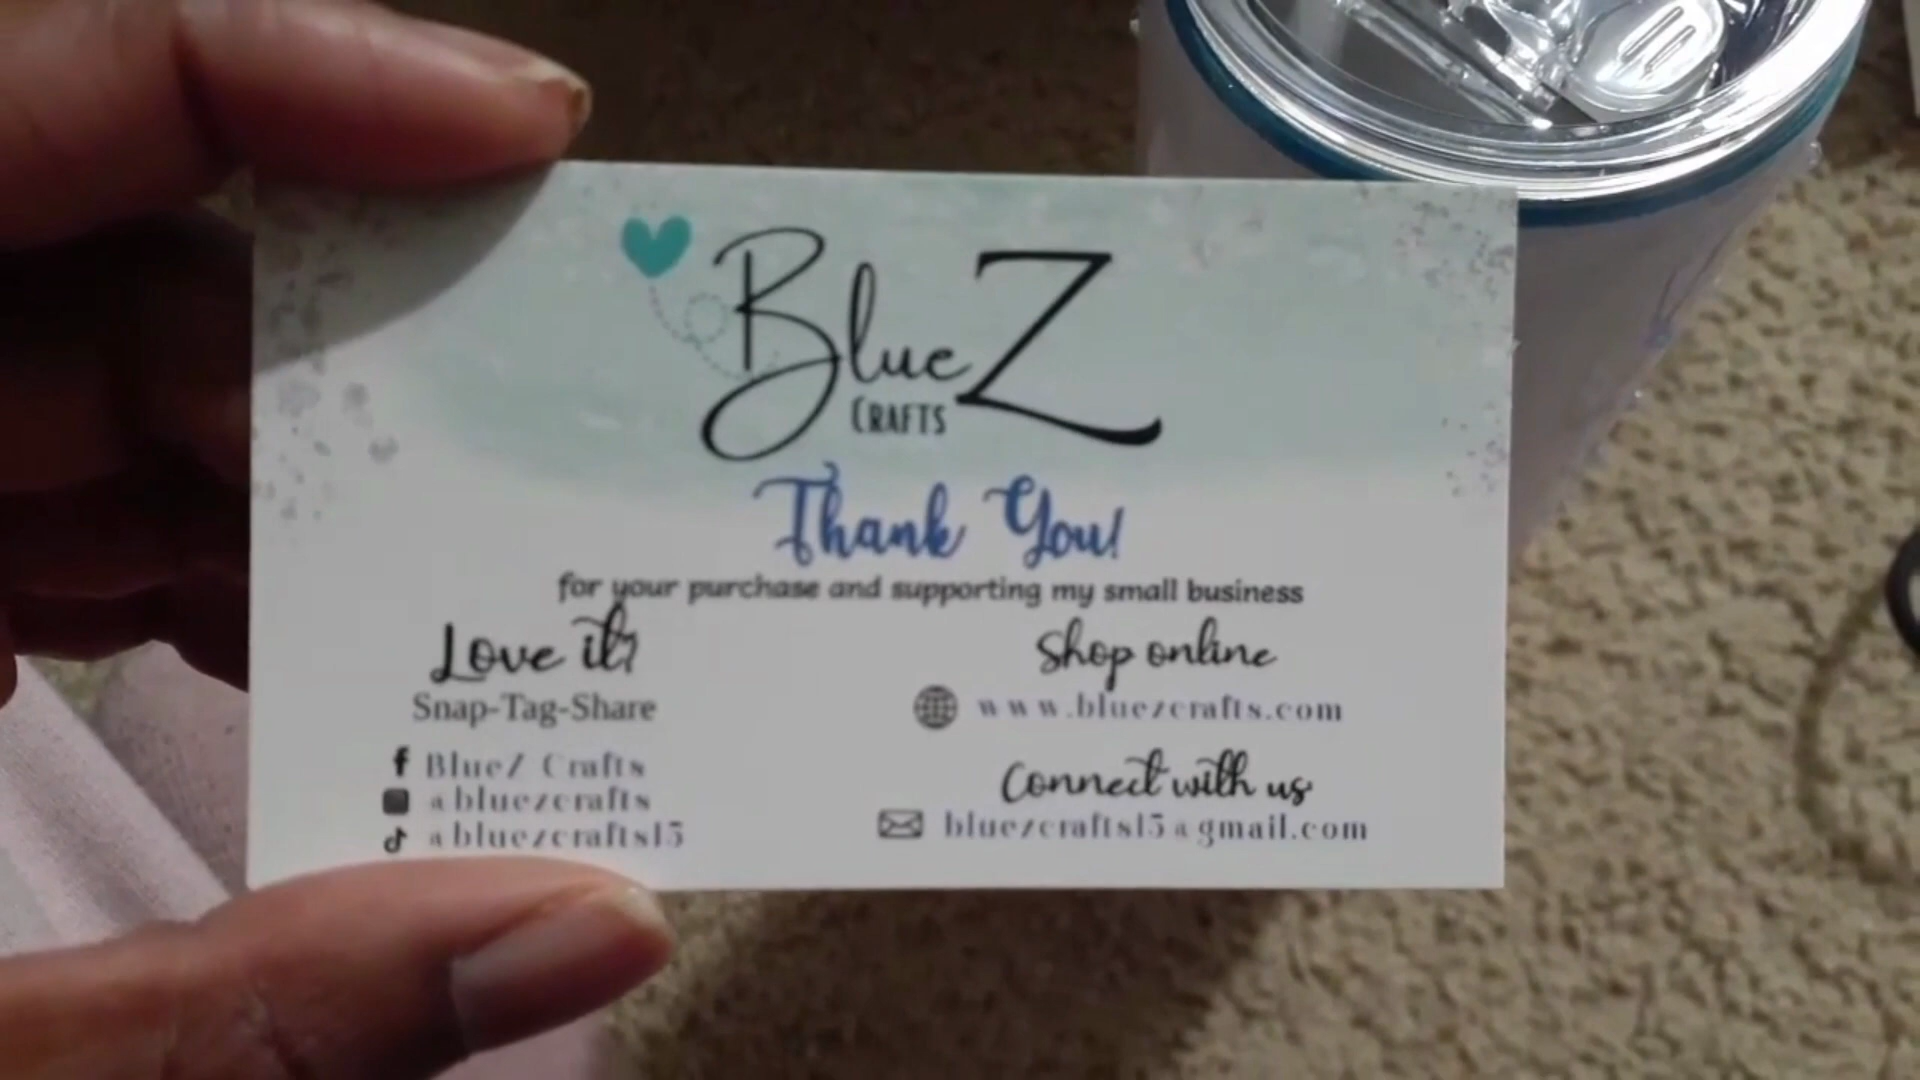 BlueZ
CRAFTS
Thank You!
for your purchase and supporting my small business
Love it?
Snap-Tag-Share
BlueZ Crafts
@bluezcrafts
@bluezcrafts15
Shop online
www.bluezcrafts.com
Connect with us:
bluezcrafts15@gmail.com